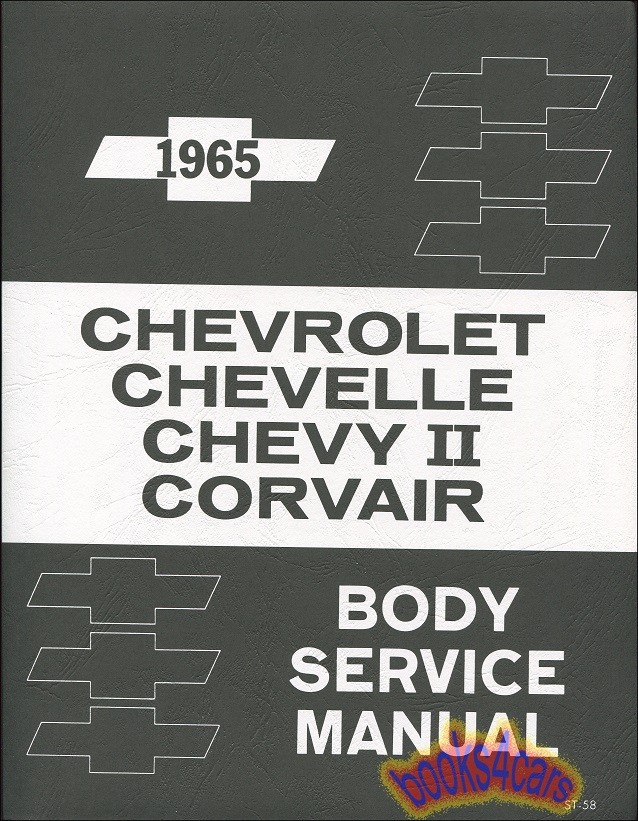 1965
CHEVROLET
CHEVELLE
CHEVY II
CORVAIR
BODY
SERVICE
MANUAL
books4cars
ST-58